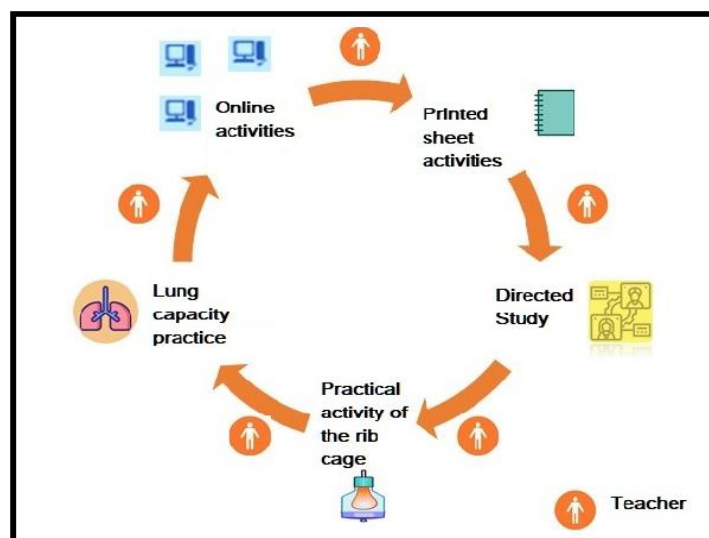 Online
activities
Printed
sheet
activities
Lung
capacity
practice
Directed
Study
Practical
activity of
the rib
cage
Teacher